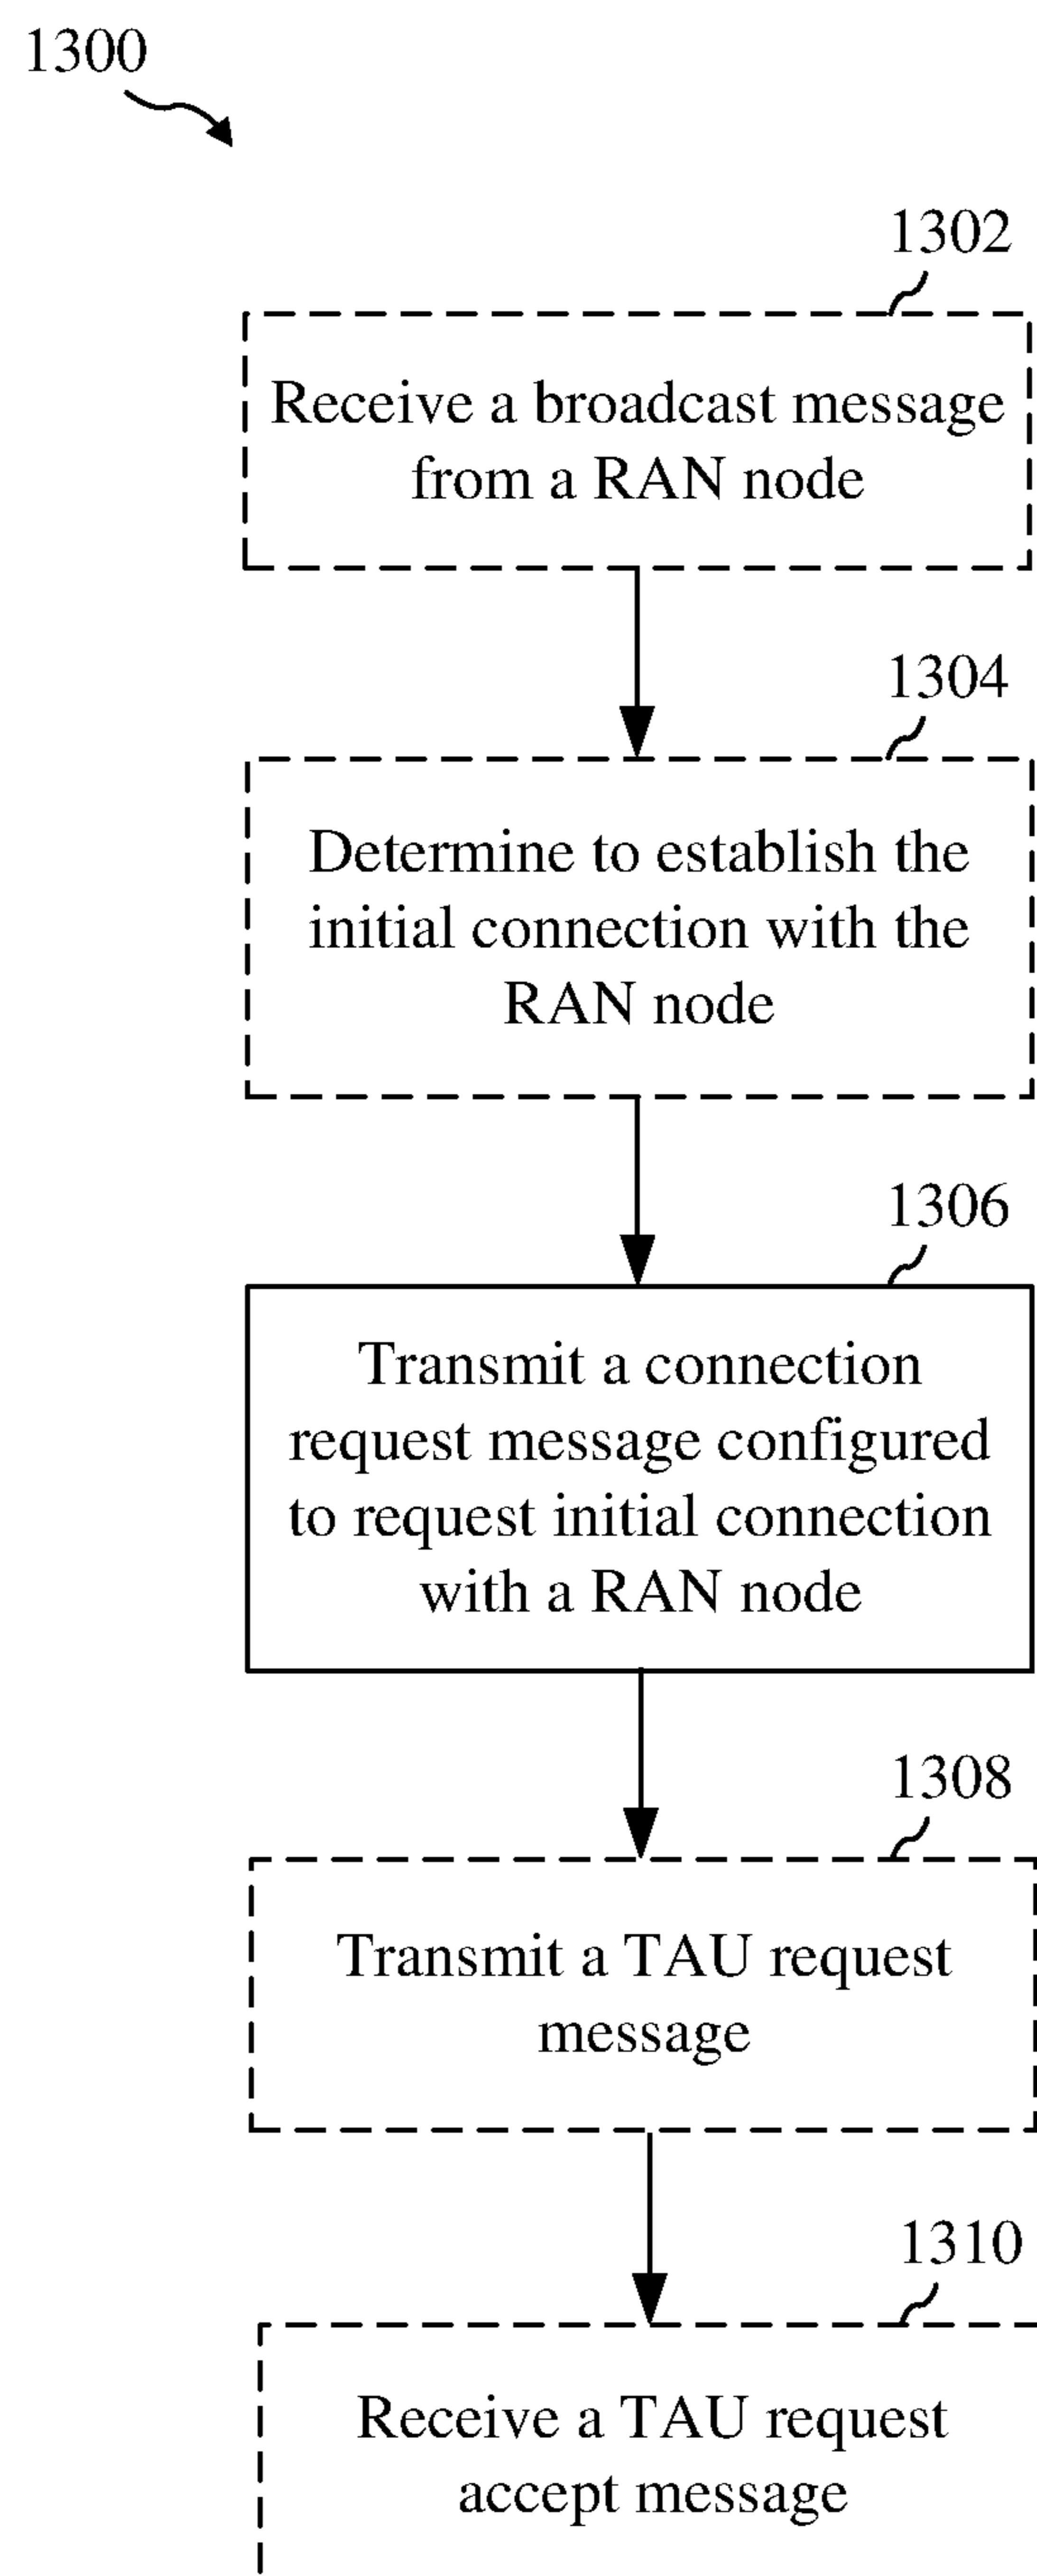 1300
1302
Receive a broadcast message
from a RAN node
1304
Determine to establish the
initial connection with the
RAN node
1306
Transmit a connection
request message configured
to request initial connection
with a RAN node
1308
Transmit a TAU request
message
1310
Receive a TAU request
accept message